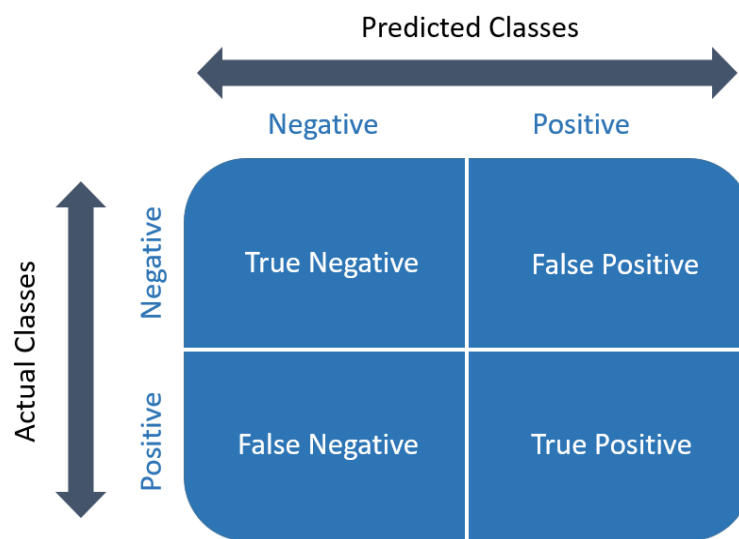 Predicted Classes
Negative
Positive
Actual Classes
Negative
True Negative
False Positive
Positive
False Negative
True Positive